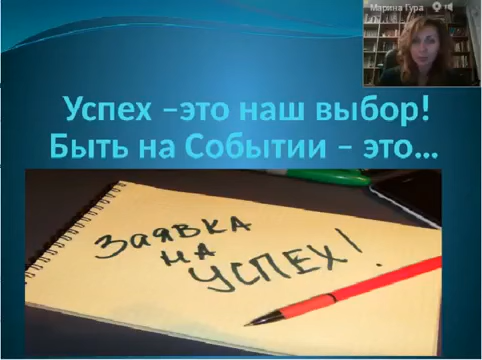 Марина Гура
Успех –это наш выбор!
Быть на Событии – это...
ЗАЯВКА
НА
УСПЕХ!